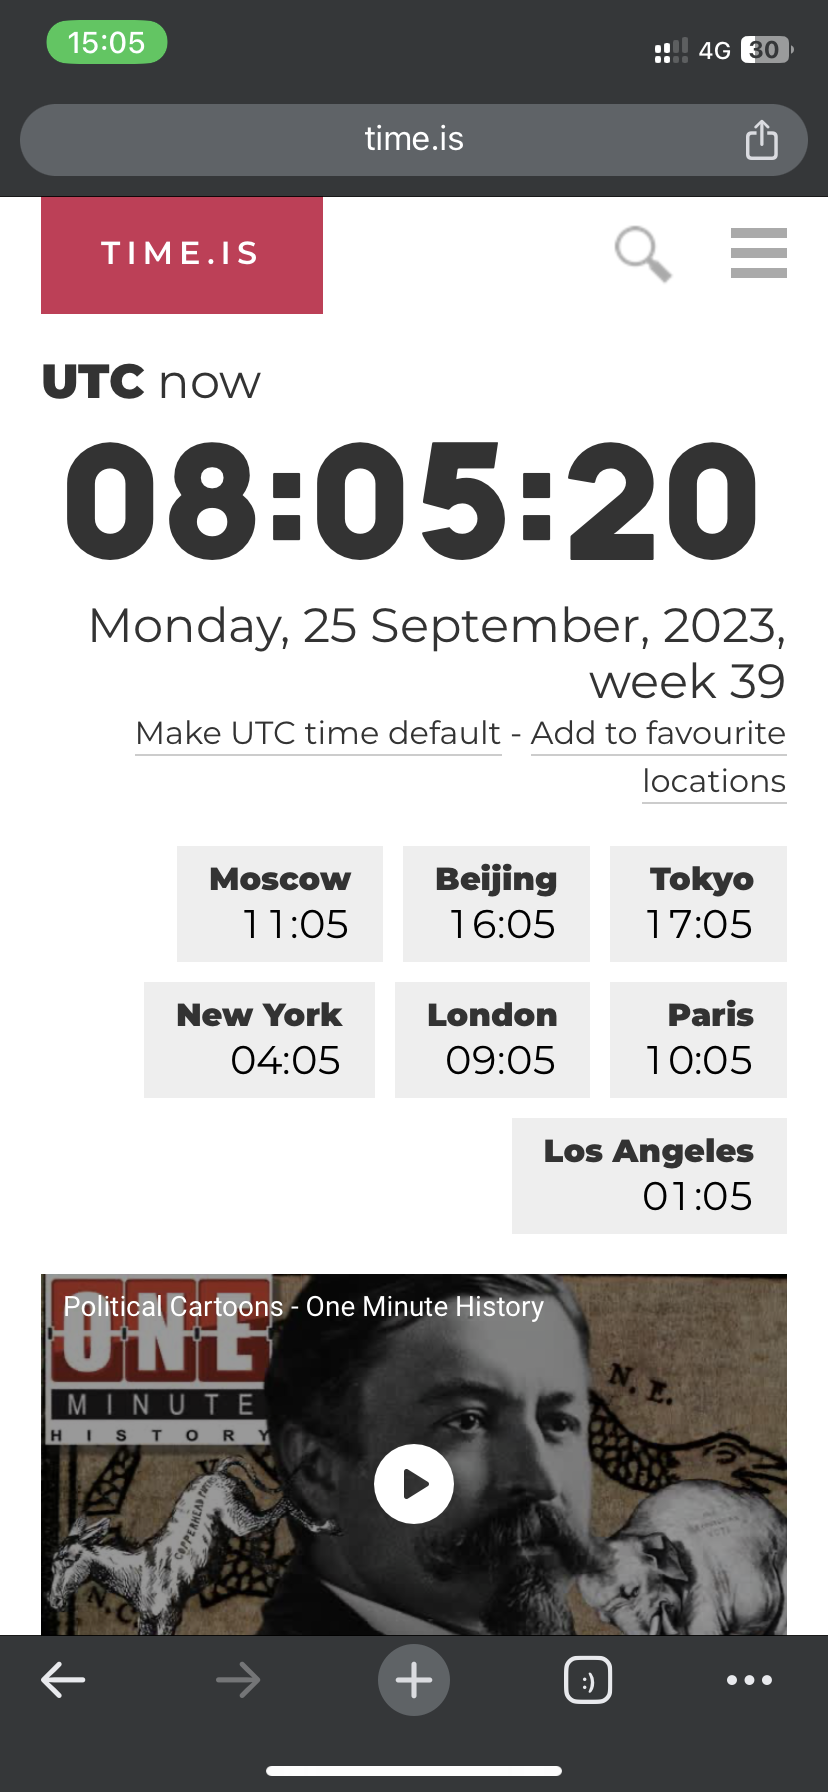 15:05
4G 30
time.is
TIME.IS
UTC now
08:05:20
Monday, 25 September, 2023,
week 39
Make UTC time default - Add to favourite
locations
Moscow Beijing Tokyo
11:05 16:05 17:05
New York London Paris
04:05 09:05 10:05
Los Angeles
01:05
Political Cartoons - One Minute History
ONE
MINUTE
HISTORY
N. E.
COPPERHEAD
N.C
:)